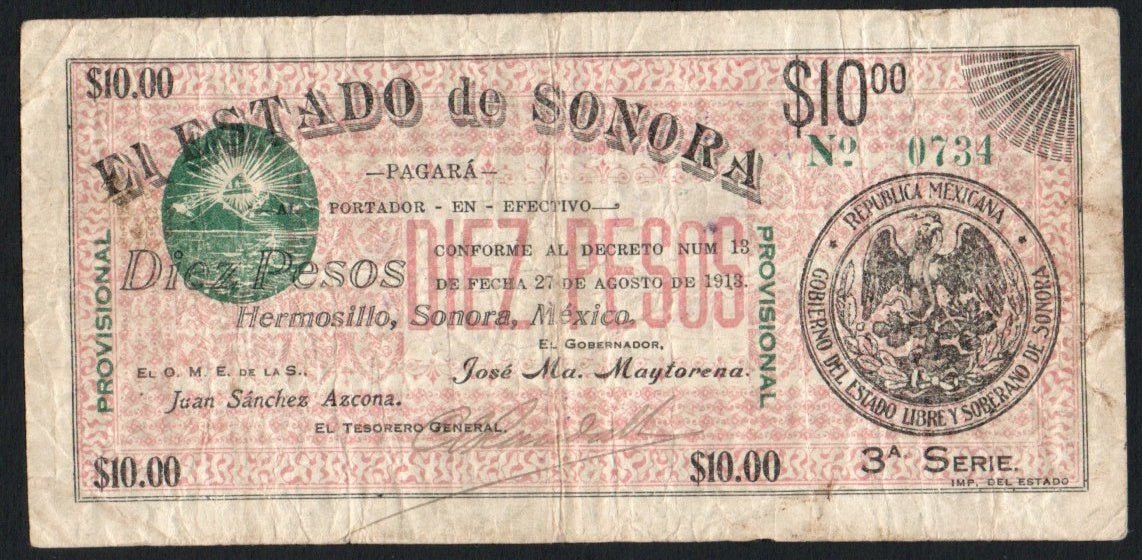 $10.00
El ESTADO de SONORA
$10 00
Nº 0734
—PAGARÁ—
AL PORTADOR - EN - EFECTIVO—
Diez Pesos
DIEZ PESOS
CONFORME AL DECRETO NUM 13
DE FECHA 27 DE AGOSTO DE 1913.
Hermosillo, Sonora, México.
PROVISIONAL
PROVISIONAL
EL GOBERNADOR,
José Ma. Maytorena.
EL O. M. E. DE LA S.,
Juan Sánchez Azcona.
EL TESORERO GENERAL,
REPUBLICA MEXICANA
GOBIERNO DEL ESTADO LIBRE Y SOBERANO DE SONORA
$10.00
$10.00
3A. SERIE.
IMP. DEL ESTADO